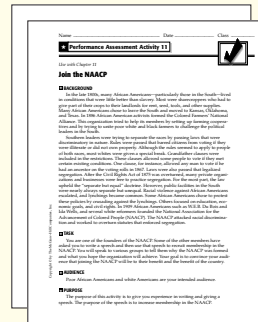 Name Date Class
★ Performance Assessment Activity 11
Use with Chapter 11
Join the NAACP
BACKGROUND
In the late 1800s, many African Americans—particularly those in the South—lived
in conditions that were little better than slavery. Most were sharecroppers who had to
give part of their crops to their landlords for rent, seed, tools, and other supplies.
Many African Americans chose to leave the South and moved to Kansas, Oklahoma,
and Texas. In 1886 African American activists formed the Colored Farmers' National
Alliance. This organization tried to help its members by setting up farming coopera-
tives and by trying to unite poor white and black farmers to challenge the political
leaders in the South.
Southern leaders were trying to separate the races by passing laws that were
discriminatory in nature. Rules were passed that barred citizens from voting if they
were illiterate or did not own property. Although the rules seemed to apply to people
of both races, most whites were given a special break. Grandfather clauses were
included in the restrictions. These clauses allowed some people to vote if they met
certain existing conditions. One clause, for instance, allowed any man to vote if he
had an ancestor on the voting rolls in 1867. Laws were also passed that legalized
segregation. After the Civil Rights Act of 1875 was overturned, many private organi-
zations and businesses were free to practice segregation. For the most part, the law
upheld the "separate but equal" doctrine. However, public facilities in the South
were nearly always separate but unequal. Racial violence against African Americans
escalated, and lynchings became common. Some African Americans chose to protest
these policies by crusading against the lynchings. Others focused on education, eco-
nomic goals, and civil rights. In 1909 African Americans such as W.E.B. Du Bois and
Ida Wells, and several white reformers founded the National Association for the
Advancement of Colored People (NAACP). The NAACP attacked racial discrimina-
tion and worked to overturn statutes that enforced segregation.
TASK
You are one of the founders of the NAACP. Some of the other members have
asked you to write a speech and then use that speech to recruit membership in the
NAACP. You will speak to various groups to tell them why the NAACP was formed
and what you hope the organization will achieve. Your goal is to convince your audi-
ence that joining the NAACP will be to their benefit and the benefit of the country.
AUDIENCE
Poor African Americans and white Americans are your intended audience.
PURPOSE
The purpose of this activity is to give you experience in writing and giving a
speech. The purpose of the speech is to increase membership in the NAACP.
Copyright © by The McGraw-Hill Companies, Inc.